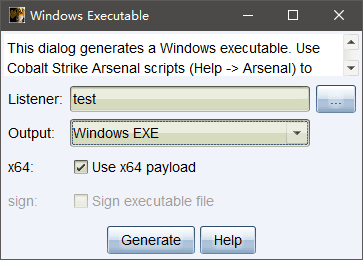 Windows Executable
This dialog generates a Windows executable. Use
Cobalt Strike Arsenal scripts (Help -> Arsenal) to
Listener: test ...
Output: Windows EXE
x64: Use x64 payload
sign: Sign executable file
Generate Help